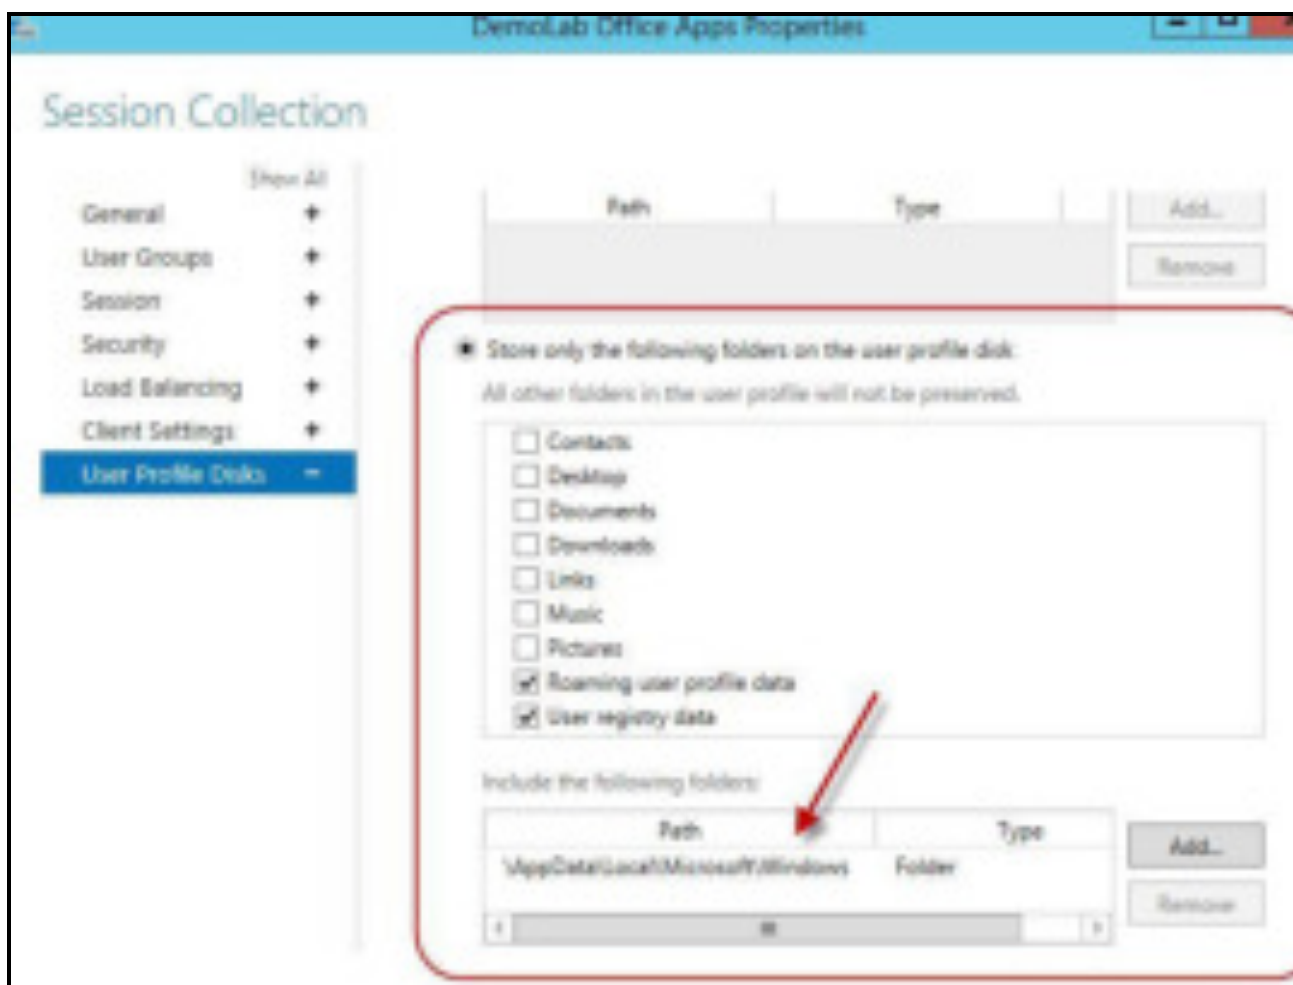 DemoLab Office Apps Properties
Session Collection
Show All
General +
User Groups +
Session +
Security +
Load Balancing +
Client Settings +
User Profile Disks −
Path Type Add...
Remove
Store only the following folders on the user profile disk
All other folders in the user profile will not be preserved.
Contacts
Desktop
Documents
Downloads
Links
Music
Pictures
Roaming user profile data
User registry data
Include the following folders:
Path Type
\AppData\Local\Microsoft\Windows Folder
Add...
Remove